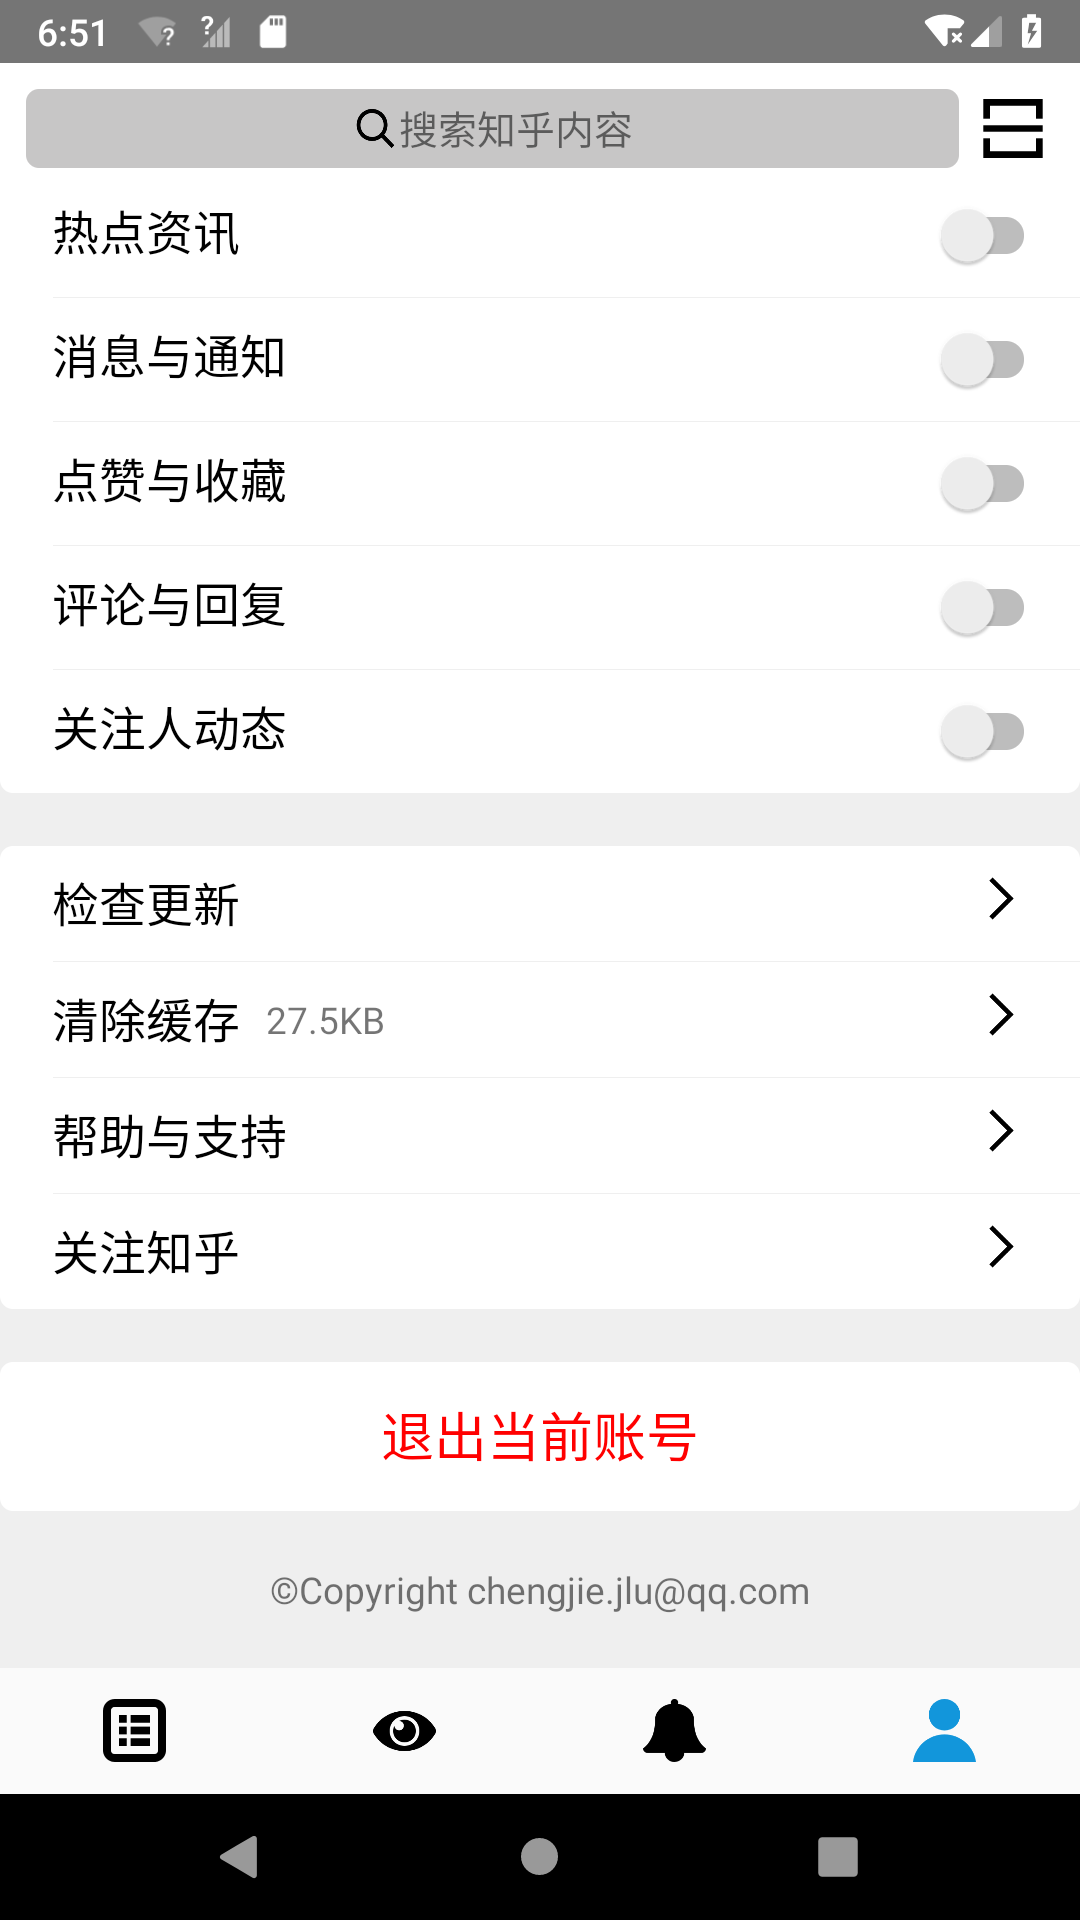 6:51
搜索知乎内容
热点资讯
消息与通知
点赞与收藏
评论与回复
关注人动态
检查更新
清除缓存 27.5KB
帮助与支持
关注知乎
退出当前账号
©Copyright chengjie.jlu@qq.com